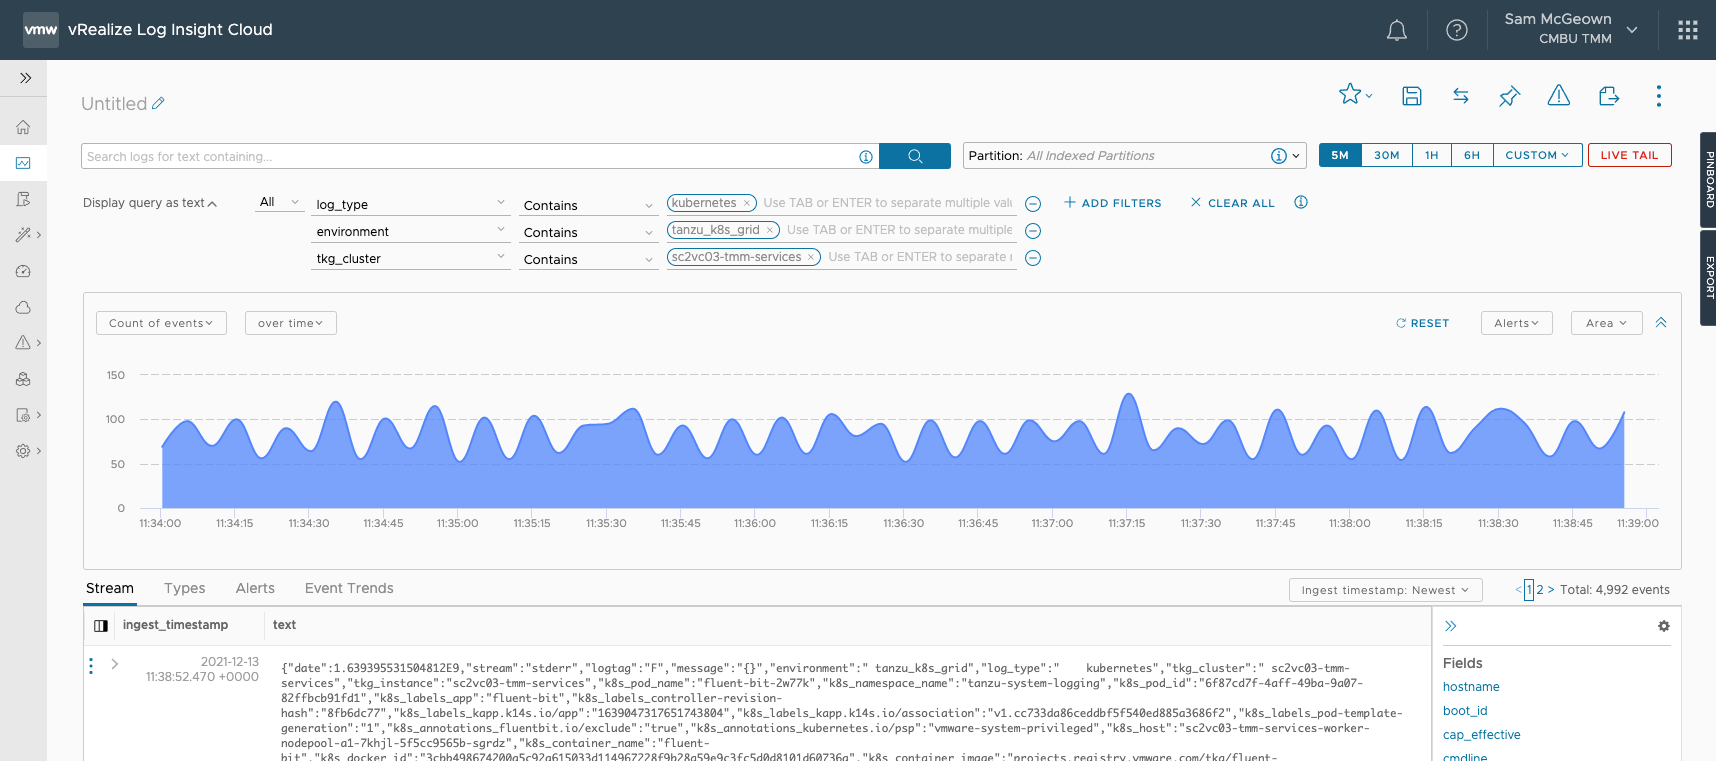 vmw vRealize Log Insight Cloud
Sam McGeown
CMBU TMM
Untitled
Search logs for text containing...
Partition: All Indexed Partitions
5M 30M 1H 6H CUSTOM LIVE TAIL
PINBOARD
EXPORT
Display query as text
All log_type Contains kubernetes × Use TAB or ENTER to separate multiple valu
+ ADD FILTERS × CLEAR ALL
environment Contains tanzu_k8s_grid × Use TAB or ENTER to separate multiple
tkg_cluster Contains sc2vc03-tmm-services × Use TAB or ENTER to separate r
Count of events over time RESET Alerts Area
150
100
50
0
11:34:00 11:34:15 11:34:30 11:34:45 11:35:00 11:35:15 11:35:30 11:35:45 11:36:00 11:36:15 11:36:30 11:36:45 11:37:00 11:37:15 11:37:30 11:37:45 11:38:00 11:38:15 11:38:30 11:38:45 11:39:00
Stream Types Alerts Event Trends
Ingest timestamp: Newest < 1 2 > Total: 4,992 events
ingest_timestamp text
2021-12-13
11:38:52.470 +0000
{"date":1.639395531504812E9,"stream":"stderr","logtag":"F","message":"{}","environment":" tanzu_k8s_grid","log_type":"    kubernetes","tkg_cluster":" sc2vc03-tmm-
services","tkg_instance":"sc2vc03-tmm-services","k8s_pod_name":"fluent-bit-2w77k","k8s_namespace_name":"tanzu-system-logging","k8s_pod_id":"6f87cd7f-4aff-49ba-9a07-
82ffbcb91fd1","k8s_labels_app":"fluent-bit","k8s_labels_controller-revision-
hash":"8fb6dc77","k8s_labels_kapp.k14s.io/app":"1639047317651743804","k8s_labels_kapp.k14s.io/association":"v1.cc733da86ceddbf5f540ed885a3686f2","k8s_labels_pod-template-
generation":"1","k8s_annotations_fluentbit.io/exclude":"true","k8s_annotations_kubernetes.io/psp":"vmware-system-privileged","k8s_host":"sc2vc03-tmm-services-worker-
nodepool-a1-7khjl-5f5cc9565b-sgrdz","k8s_container_name":"fluent-
bit","k8s_docker_id":"3cbb498674200a5c92a615033d114967228f9b28a59e9c3fc5d0d8101d60736a","k8s_container_image":"projects.registry.vmware.com/tkg/fluent-
Fields
hostname
boot_id
cap_effective
cmdline